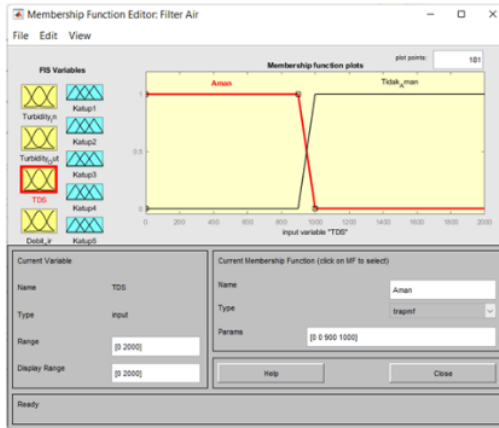 Membership Function Editor: Filter Air
File Edit View
FIS Variables
Turbidity_In
Turbidity_Out
TDS
Debit_Air
Katup1
Katup2
Katup3
Katup4
Katup5
Membership function plots
plot points:
181
Aman
Tidak_Aman
1
0.5
0
0 200 400 600 800 1000 1200 1400 1600 1800 2000
input variable "TDS"
Current Variable
Name TDS
Type input
Range [0 2000]
Display Range [0 2000]
Current Membership Function (click on MF to select)
Name Aman
Type trapmf
Params [0 0 900 1000]
Help Close
Ready